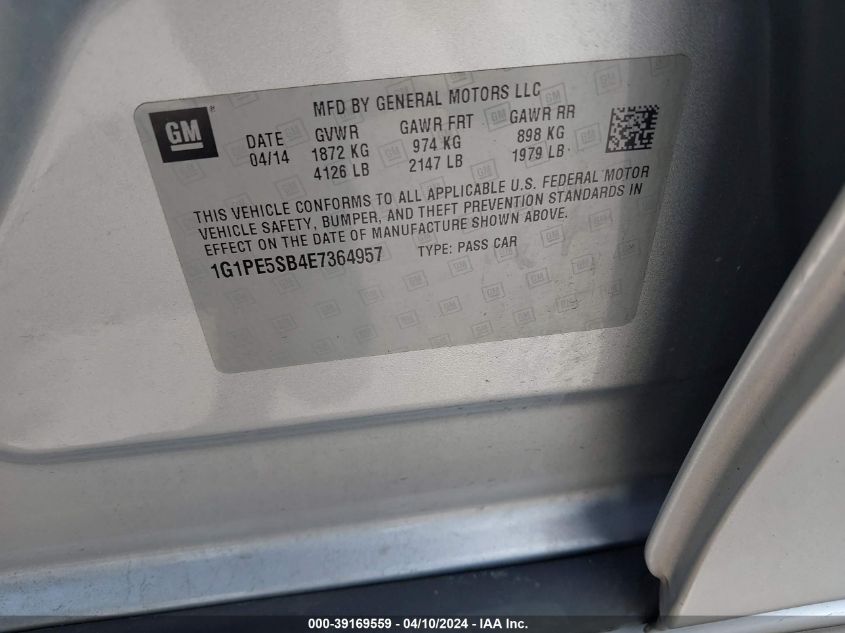 GM
MFD BY GENERAL MOTORS LLC
DATE GVWR GAWR FRT GAWR RR
04/14 1872 KG 974 KG 898 KG
4126 LB 2147 LB 1979 LB
THIS VEHICLE CONFORMS TO ALL APPLICABLE U.S. FEDERAL MOTOR
VEHICLE SAFETY, BUMPER, AND THEFT PREVENTION STANDARDS IN
EFFECT ON THE DATE OF MANUFACTURE SHOWN ABOVE.
1G1PE5SB4E7364957 TYPE: PASS CAR
000-39169559 - 04/10/2024 - IAA, Inc.